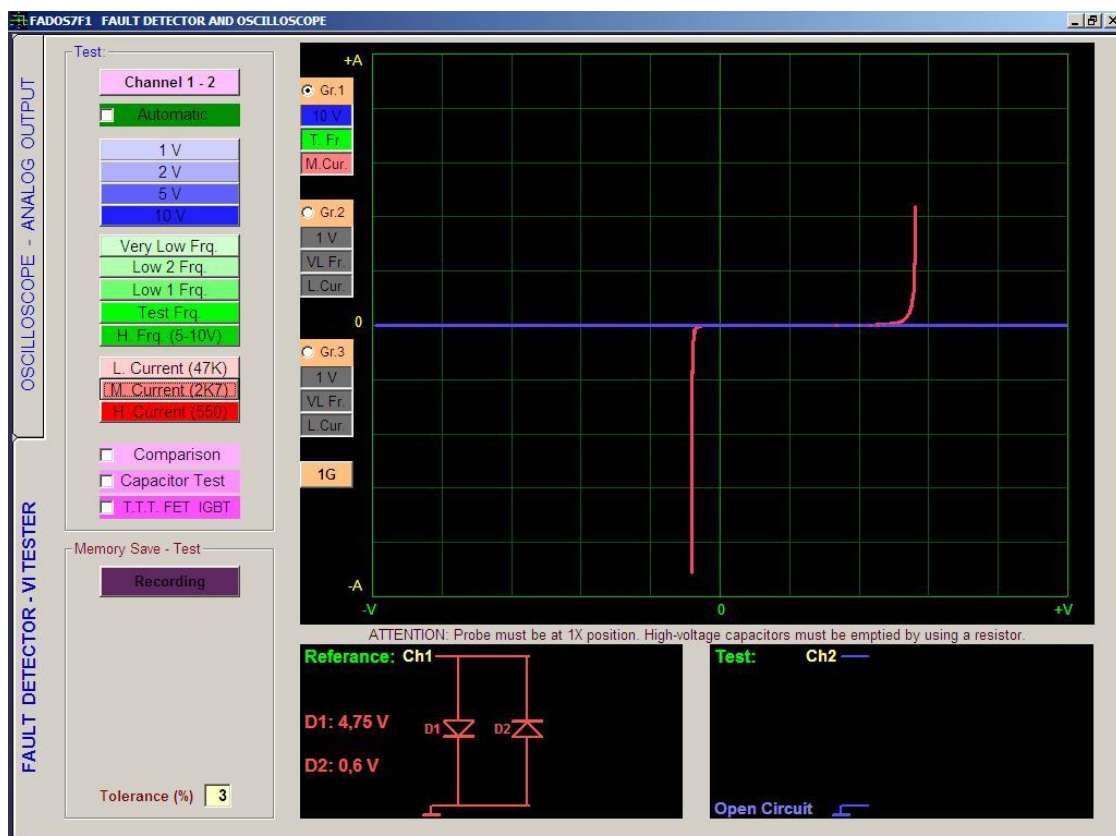 FADOS7F1 FAULT DETECTOR AND OSCILLOSCOPE
OSCILLOSCOPE - ANALOG OUTPUT
FAULT DETECTOR - VI TESTER
Test:
Channel 1 - 2
Automatic
1 V
2 V
5 V
10 V
Very Low Frq.
Low 2 Frq.
Low 1 Frq.
Test Frq.
H. Frq. (5-10V)
L. Current (47K)
M. Current (2K7)
H. Current (550)
Comparison
Capacitor Test
T.T.T. FET IGBT
Memory Save - Test
Recording
Tolerance (%) 3
+A
Gr.1
10 V
T. Fr.
M.Cur.
Gr.2
1 V
VL Fr.
L.Cur.
0
Gr.3
1 V
VL Fr.
L.Cur.
1G
-A
-V 0 +V
ATTENTION: Probe must be at 1X position. High-voltage capacitors must be emptied by using a resistor.
Referance: Ch1
D1: 4,75 V
D1 D2
D2: 0,6 V
Test: Ch2
Open Circuit